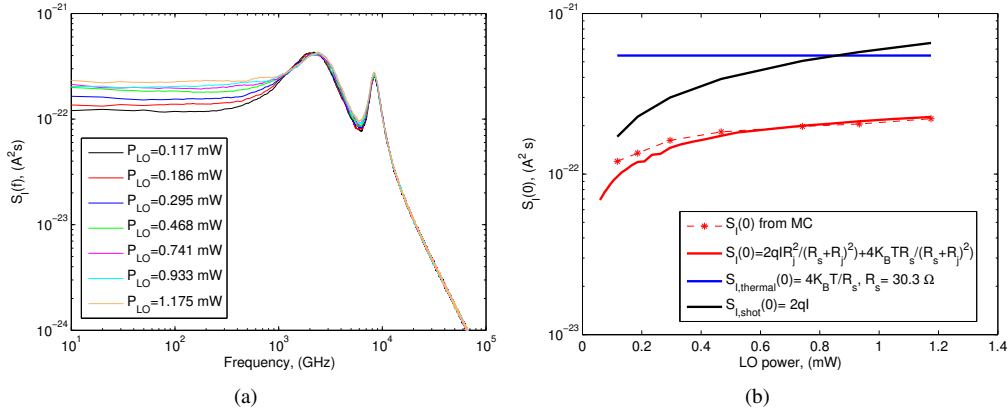 10^-21
10^-22
10^-23
10^-24
S_I(f), (A^2 s)
P_LO=0.117 mW
P_LO=0.186 mW
P_LO=0.295 mW
P_LO=0.468 mW
P_LO=0.741 mW
P_LO=0.933 mW
P_LO=1.175 mW
10^1 10^2 10^3 10^4 10^5
Frequency, (GHz)
(a)
10^-21
10^-22
10^-23
S_I(0), (A^2 s)
S_I(0) from MC
S_I(0)=2qIR_j^2/(R_s+R_j)^2)+4K_BTR_s/(R_s+R_j)^2)
S_I,thermal(0)= 4K_BT/R_s, R_s= 30.3 Ω
S_I,shot(0)= 2qI
0 0.2 0.4 0.6 0.8 1 1.2 1.4
LO power, (mW)
(b)